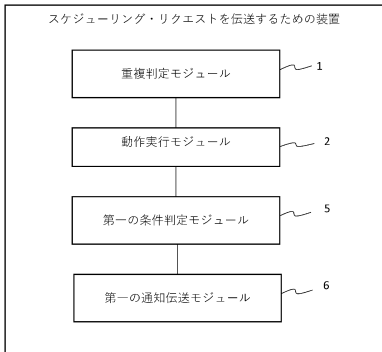 スケジューリング・リクエストを伝送するための装置
重複判定モジュール
1
動作実行モジュール
2
第一の条件判定モジュール
5
第一の通知伝送モジュール
6